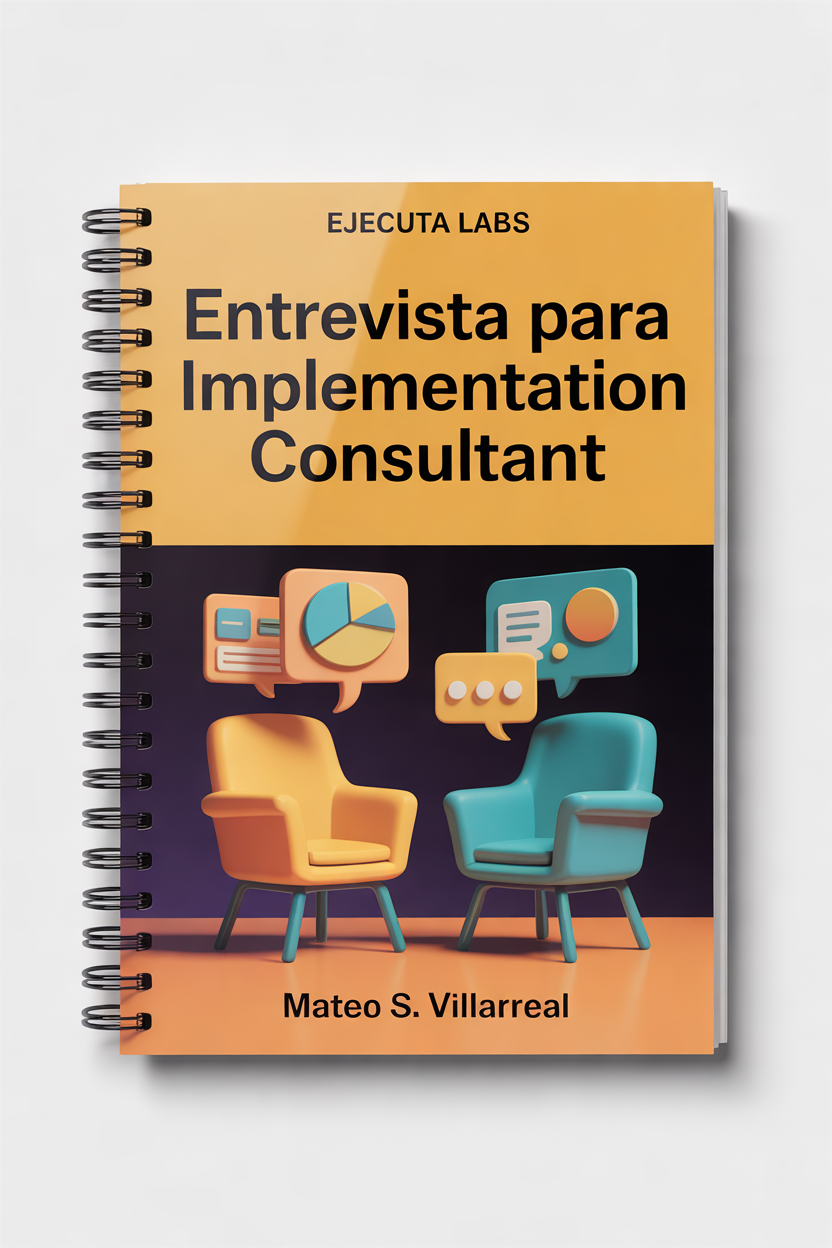 EJECUTA LABS
Entrevista para
Implementation
Consultant
Mateo S. Villarreal